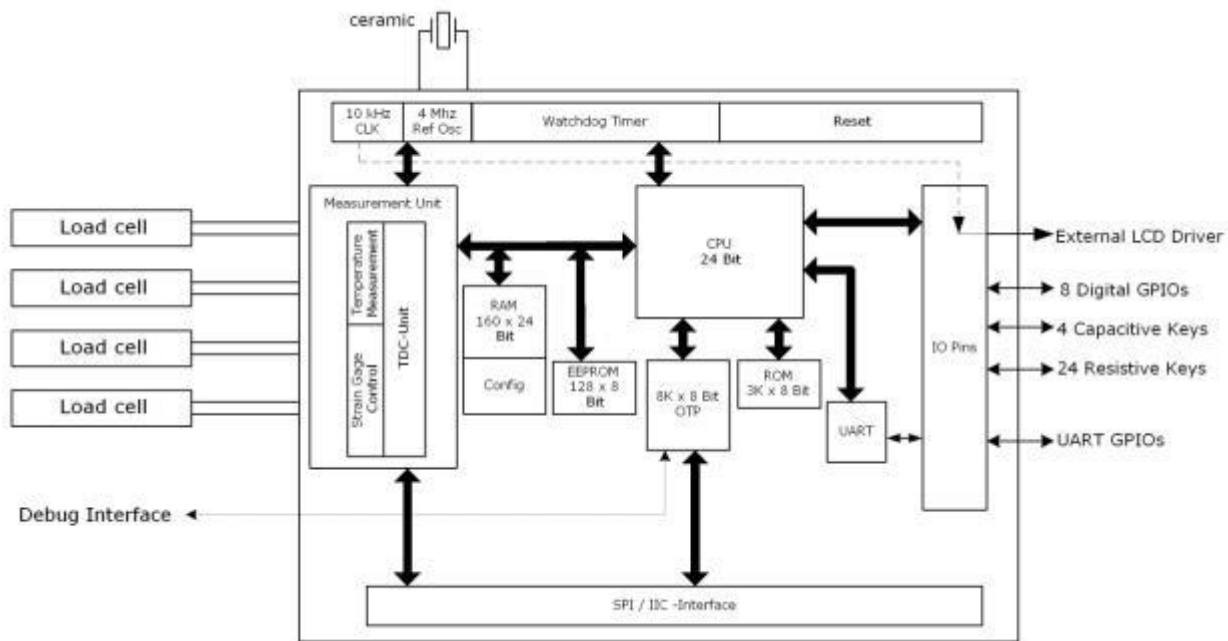 ceramic
10 kHz
CLK
4 Mhz
Ref Osc
Watchdog Timer
Reset
Measurement Unit
Temperature
Measurement
Strain Gage
Control
TDC-Unit
Load cell
Load cell
Load cell
Load cell
CPU
24 Bit
RAM
160 x 24
Bit
Config
EEPROM
128 x 8
Bit
8K x 8 Bit
OTP
ROM
3K x 8 Bit
UART
IO Pins
External LCD Driver
8 Digital GPIOs
4 Capacitive Keys
24 Resistive Keys
UART GPIOs
Debug Interface
SPI / IIC -Interface